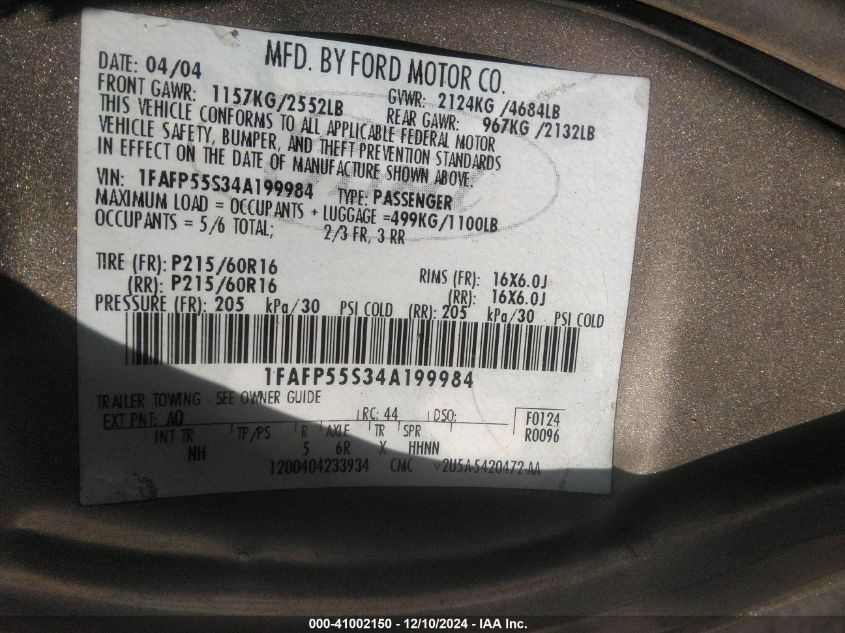 MFD. BY FORD MOTOR CO.
DATE: 04/04
FRONT GAWR: 1157KG/2552LB GVWR: 2124KG /4684LB
REAR GAWR: 967KG /2132LB
THIS VEHICLE CONFORMS TO ALL APPLICABLE FEDERAL MOTOR
VEHICLE SAFETY, BUMPER, AND THEFT PREVENTION STANDARDS
IN EFFECT ON THE DATE OF MANUFACTURE SHOWN ABOVE.
VIN: 1FAFP55S34A199984 TYPE: PASSENGER
MAXIMUM LOAD = OCCUPANTS + LUGGAGE =499KG/1100LB
OCCUPANTS = 5/6 TOTAL; 2/3 FR, 3 RR
TIRE (FR): P215/60R16 RIMS (FR): 16X6.0J
(RR): P215/60R16 (RR): 16X6.0J
PRESSURE (FR): 205 kPa/30 PSI COLD (RR): 205 kPa/30 PSI COLD
1FAFP55S34A199984
TRAILER TOWING - SEE OWNER GUIDE
EXT PNT: AO RC: 44 DSO: F0124
INT TR TP/PS R AXLE TR SPR R0096
NH 5 6R X HHNN
1200404233934 CMC ▽2U5A-5420472-AA
000-41002150 - 12/10/2024 - IAA Inc.